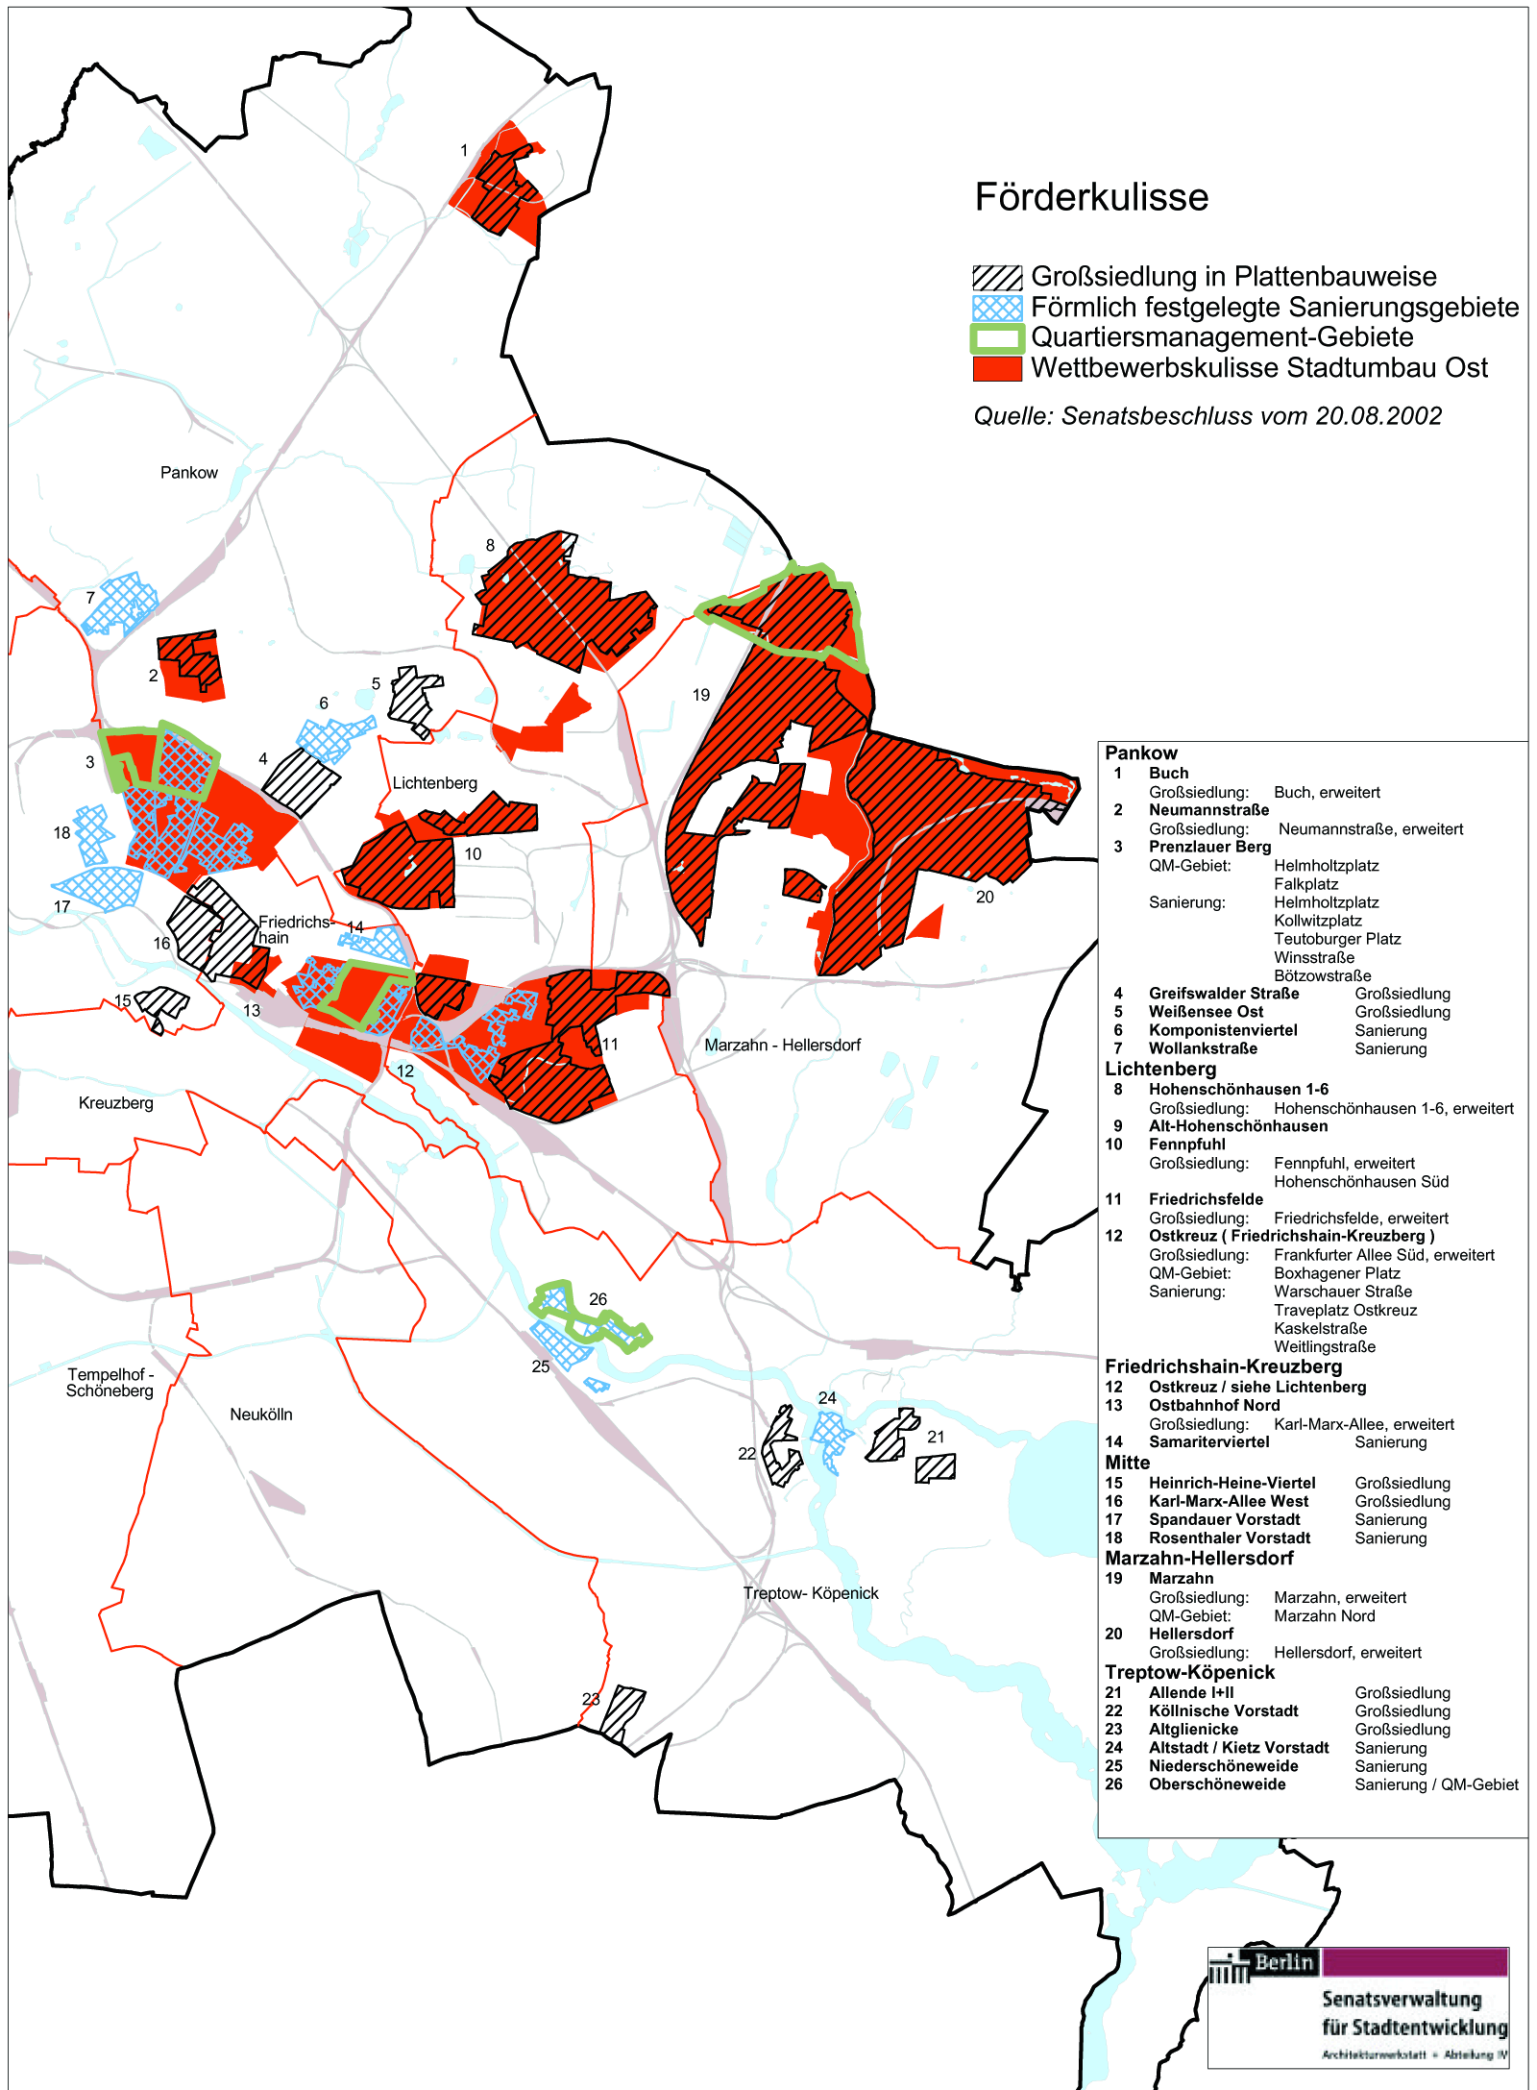 Förderkulisse
Großsiedlung in Plattenbauweise
Förmlich festgelegte Sanierungsgebiete
Quartiersmanagement-Gebiete
Wettbewerbskulisse Stadtumbau Ost
Quelle: Senatsbeschluss vom 20.08.2002
1
Pankow
8
7
2
5
19
6
3
4
Lichtenberg
18
10
20
17
Friedrichs-
hain
14
16
15
13
11
Marzahn - Hellersdorf
12
Kreuzberg
26
25
Tempelhof -
Schöneberg
Neukölln
24
21
22
Treptow- Köpenick
23
Pankow
1 Buch
Großsiedlung: Buch, erweitert
2 Neumannstraße
Großsiedlung: Neumannstraße, erweitert
3 Prenzlauer Berg
QM-Gebiet: Helmholtzplatz
Falkplatz
Sanierung: Helmholtzplatz
Kollwitzplatz
Teutoburger Platz
Winsstraße
Bötzowstraße
4 Greifswalder Straße Großsiedlung
5 Weißensee Ost Großsiedlung
6 Komponistenviertel Sanierung
7 Wollankstraße Sanierung
Lichtenberg
8 Hohenschönhausen 1-6
Großsiedlung: Hohenschönhausen 1-6, erweitert
9 Alt-Hohenschönhausen
10 Fennpfuhl
Großsiedlung: Fennpfuhl, erweitert
Hohenschönhausen Süd
11 Friedrichsfelde
Großsiedlung: Friedrichsfelde, erweitert
12 Ostkreuz ( Friedrichshain-Kreuzberg )
Großsiedlung: Frankfurter Allee Süd, erweitert
QM-Gebiet: Boxhagener Platz
Sanierung: Warschauer Straße
Traveplatz Ostkreuz
Kaskelstraße
Weitlingstraße
Friedrichshain-Kreuzberg
12 Ostkreuz / siehe Lichtenberg
13 Ostbahnhof Nord
Großsiedlung: Karl-Marx-Allee, erweitert
14 Samariterviertel Sanierung
Mitte
15 Heinrich-Heine-Viertel Großsiedlung
16 Karl-Marx-Allee West Großsiedlung
17 Spandauer Vorstadt Sanierung
18 Rosenthaler Vorstadt Sanierung
Marzahn-Hellersdorf
19 Marzahn
Großsiedlung: Marzahn, erweitert
QM-Gebiet: Marzahn Nord
20 Hellersdorf
Großsiedlung: Hellersdorf, erweitert
Treptow-Köpenick
21 Allende I+II Großsiedlung
22 Köllnische Vorstadt Großsiedlung
23 Altglienicke Großsiedlung
24 Altstadt / Kietz Vorstadt Sanierung
25 Niederschöneweide Sanierung
26 Oberschöneweide Sanierung / QM-Gebiet
Berlin
Senatsverwaltung
für Stadtentwicklung
Architekturwerkstatt + Abteilung IV